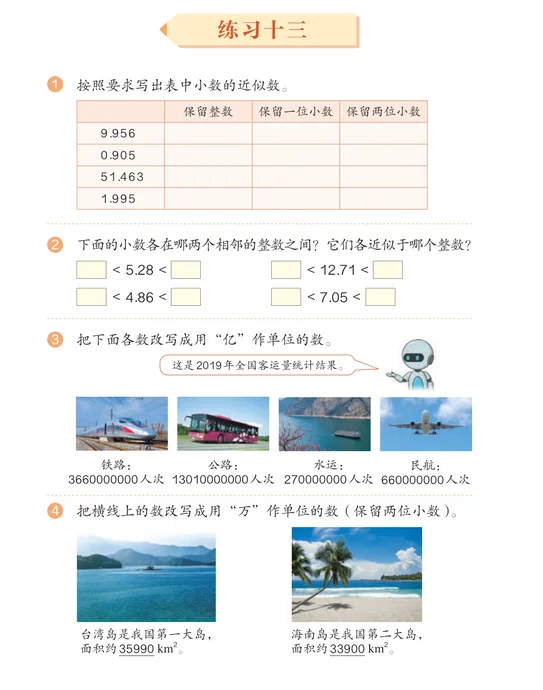 练习十三
1 按照要求写出表中小数的近似数。
保留整数 保留一位小数 保留两位小数
9.956
0.905
51.463
1.995
2 下面的小数各在哪两个相邻的整数之间？它们各近似于哪个整数？
< 5.28 < < 12.71 <
< 4.86 < < 7.05 <
3 把下面各数改写成用“亿”作单位的数。
这是2019年全国客运量统计结果。
铁路： 公路： 水运： 民航：
3660000000人次 13010000000人次 270000000人次 660000000人次
4 把横线上的数改写成用“万”作单位的数（保留两位小数）。
台湾岛是我国第一大岛， 海南岛是我国第二大岛，
面积约35990 km²。 面积约33900 km²。